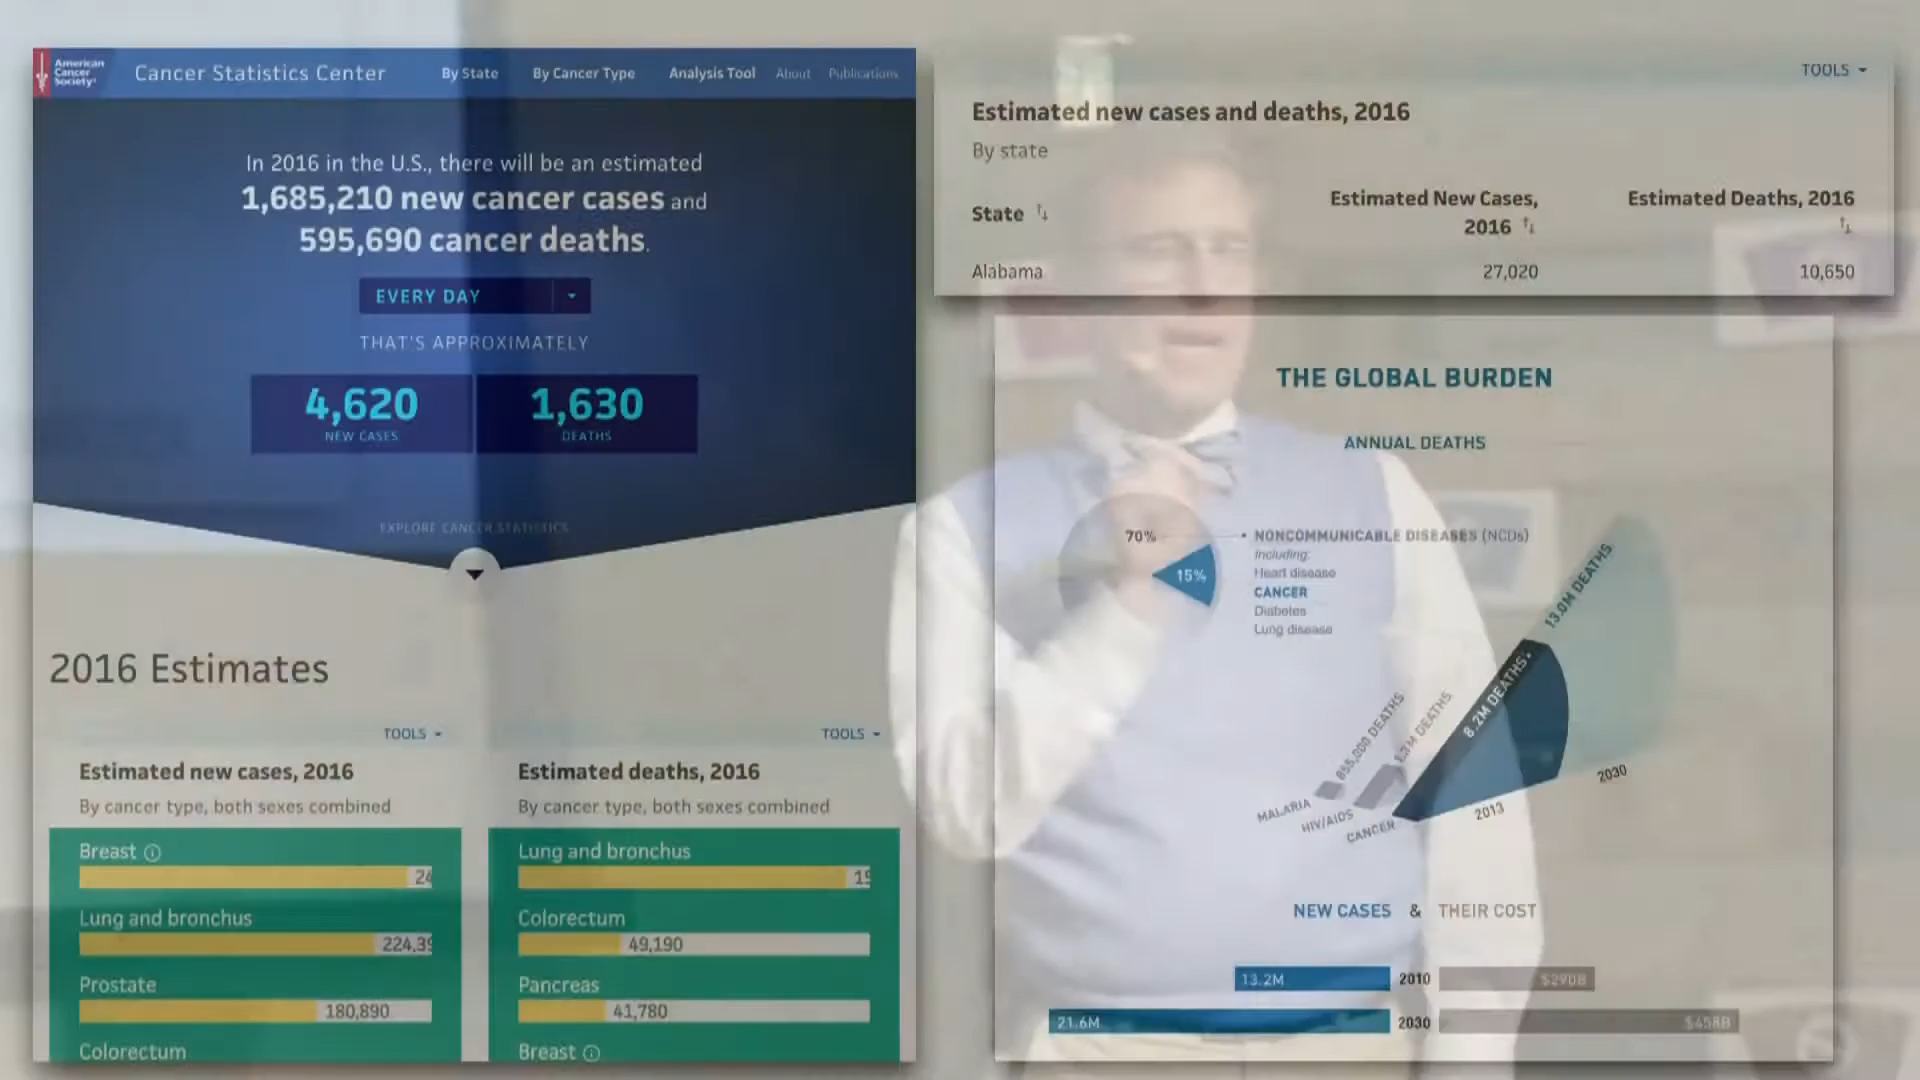 American
Cancer
Society
Cancer Statistics Center
By State
By Cancer Type
Analysis Tool
About
Publications
In 2016 in the U.S., there will be an estimated
1,685,210 new cancer cases and
595,690 cancer deaths.
EVERY DAY
THAT'S APPROXIMATELY
4,620
NEW CASES
1,630
DEATHS
EXPLORE CANCER STATISTICS
2016 Estimates
TOOLS
Estimated new cases, 2016
By cancer type, both sexes combined
Breast
24
Lung and bronchus
224,39
Prostate
180,890
Colorectum
TOOLS
Estimated deaths, 2016
By cancer type, both sexes combined
Lung and bronchus
15
Colorectum
49,190
Pancreas
41,780
Breast
TOOLS
Estimated new cases and deaths, 2016
By state
State
Estimated New Cases,
2016
Estimated Deaths, 2016
Alabama
27,020
10,650
THE GLOBAL BURDEN
ANNUAL DEATHS
70%
15%
• NONCOMMUNICABLE DISEASES (NCDs)
Including:
Heart disease
CANCER
Diabetes
Lung disease
13.0M DEATHS
8.2M DEATHS*
DEATHS
855,000 DEATHS
MALARIA
HIV/AIDS
CANCER
2013
2030
NEW CASES & THEIR COST
13.2M 2010 $290B
21.6M 2030 $458B